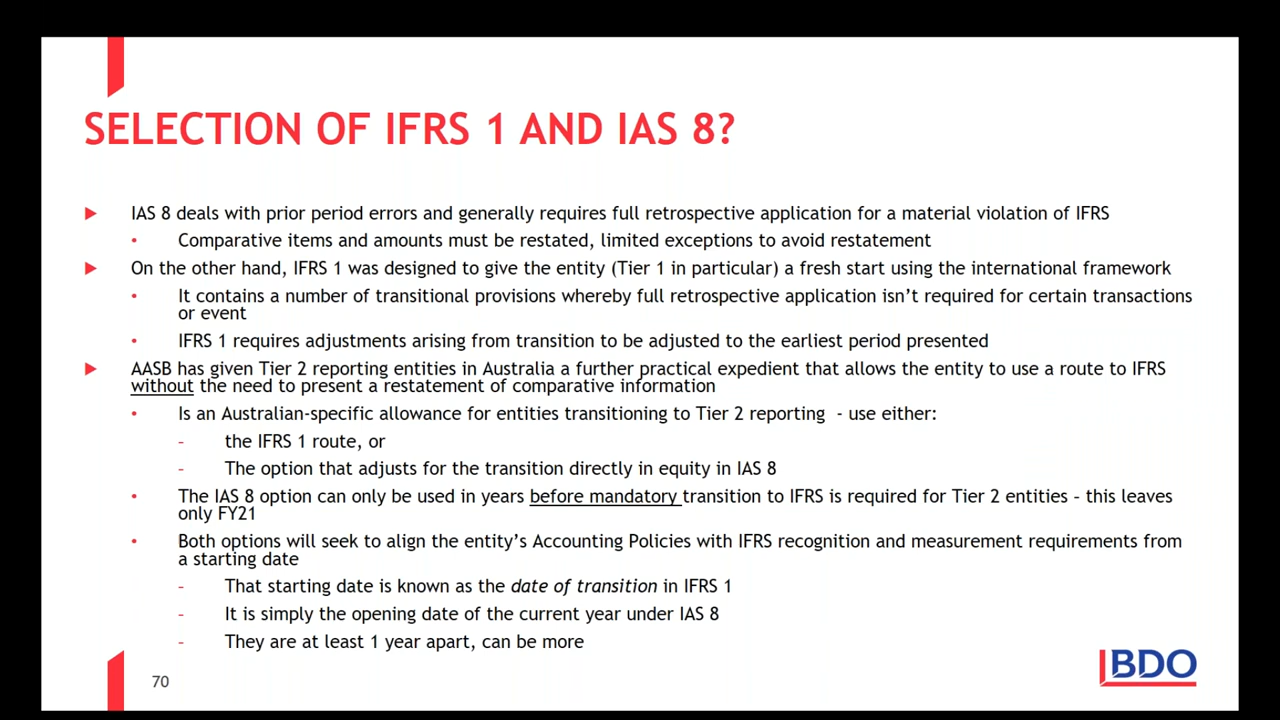 SELECTION OF IFRS 1 AND IAS 8?
IAS 8 deals with prior period errors and generally requires full retrospective application for a material violation of IFRS
• Comparative items and amounts must be restated, limited exceptions to avoid restatement
On the other hand, IFRS 1 was designed to give the entity (Tier 1 in particular) a fresh start using the international framework
• It contains a number of transitional provisions whereby full retrospective application isn't required for certain transactions
or event
• IFRS 1 requires adjustments arising from transition to be adjusted to the earliest period presented
AASB has given Tier 2 reporting entities in Australia a further practical expedient that allows the entity to use a route to IFRS
without the need to present a restatement of comparative information
• Is an Australian-specific allowance for entities transitioning to Tier 2 reporting - use either:
- the IFRS 1 route, or
- The option that adjusts for the transition directly in equity in IAS 8
• The IAS 8 option can only be used in years before mandatory transition to IFRS is required for Tier 2 entities – this leaves
only FY21
• Both options will seek to align the entity's Accounting Policies with IFRS recognition and measurement requirements from
a starting date
- That starting date is known as the date of transition in IFRS 1
- It is simply the opening date of the current year under IAS 8
- They are at least 1 year apart, can be more
70
BDO